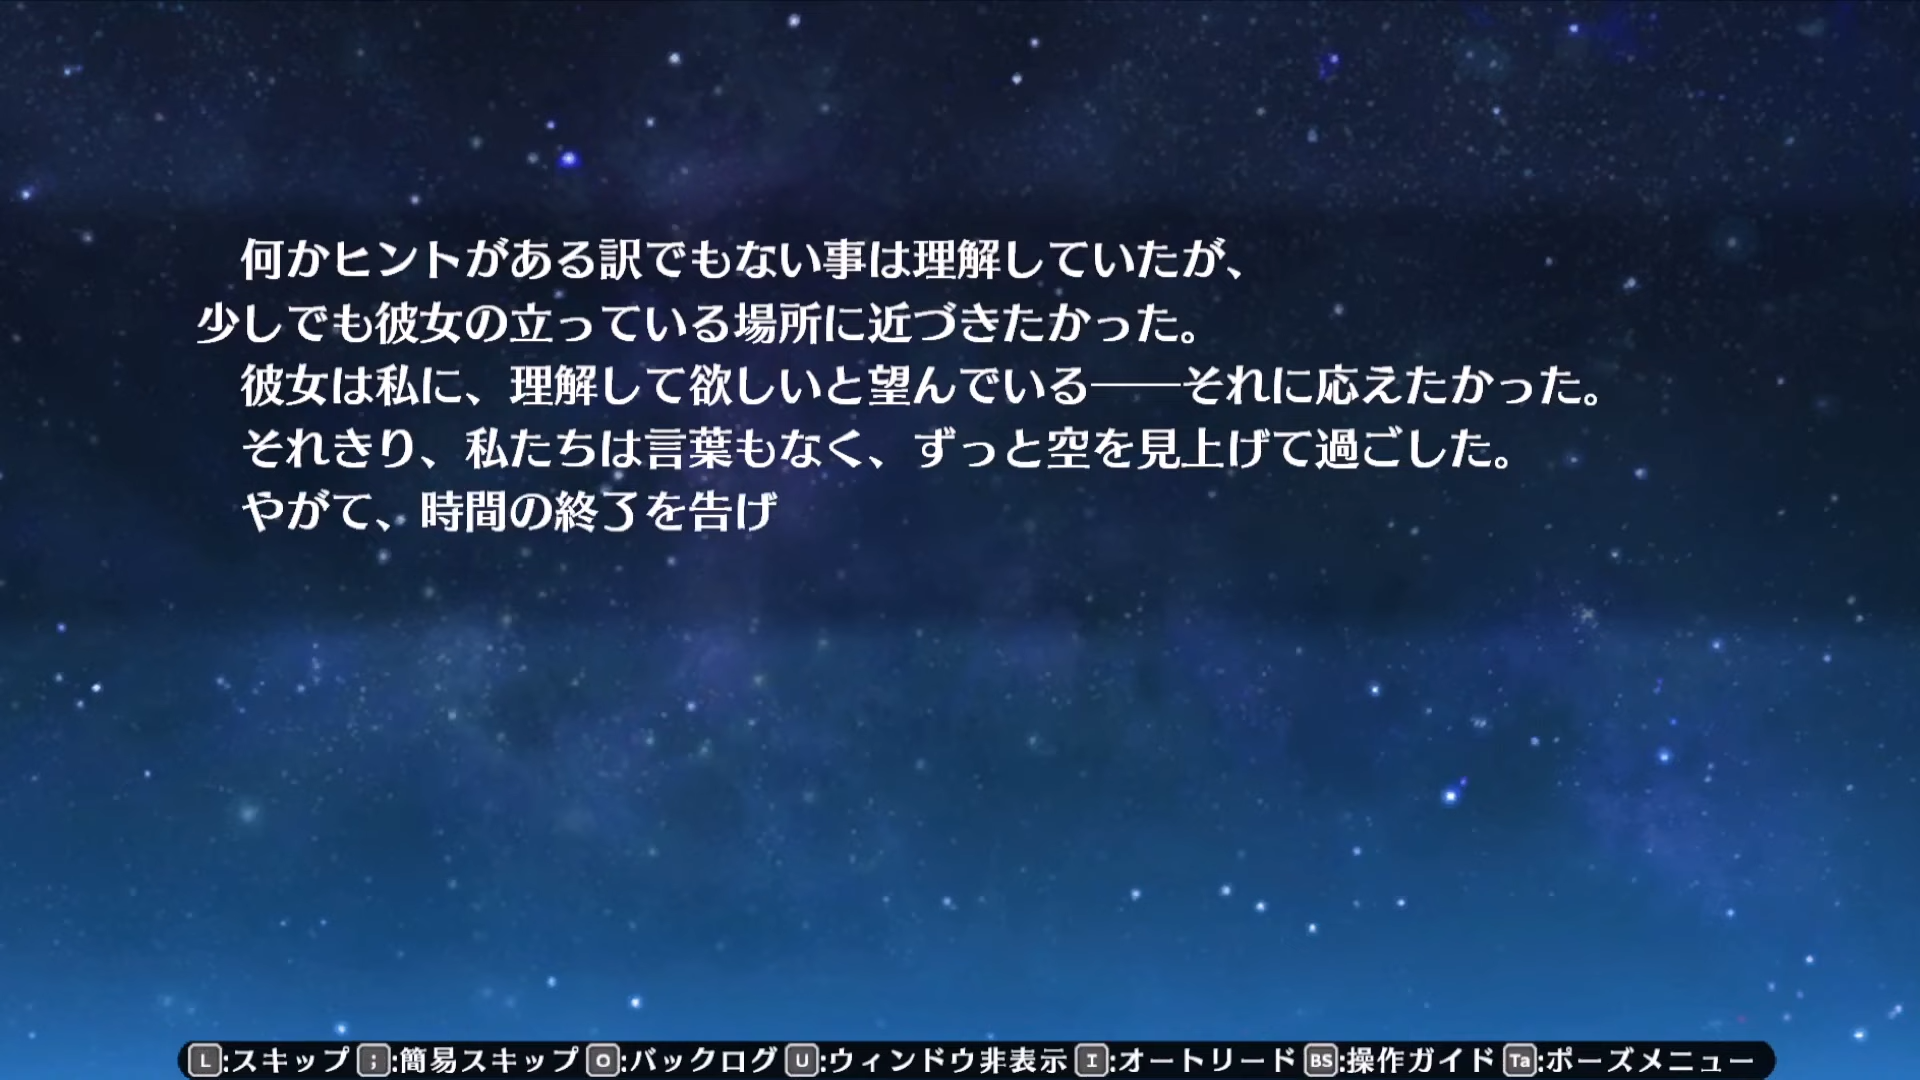 何かヒントがある訳でもない事は理解していたが、
少しでも彼女の立っている場所に近づきたかった。
彼女は私に、理解して欲しいと望んでいる――それに応えたかった。
それきり、私たちは言葉もなく、ずっと空を見上げて過ごした。
やがて、時間の終了を告げ
L:スキップ ;:簡易スキップ O:バックログ U:ウィンドウ非表示 I:オートリード BS:操作ガイド Ta:ポーズメニュー